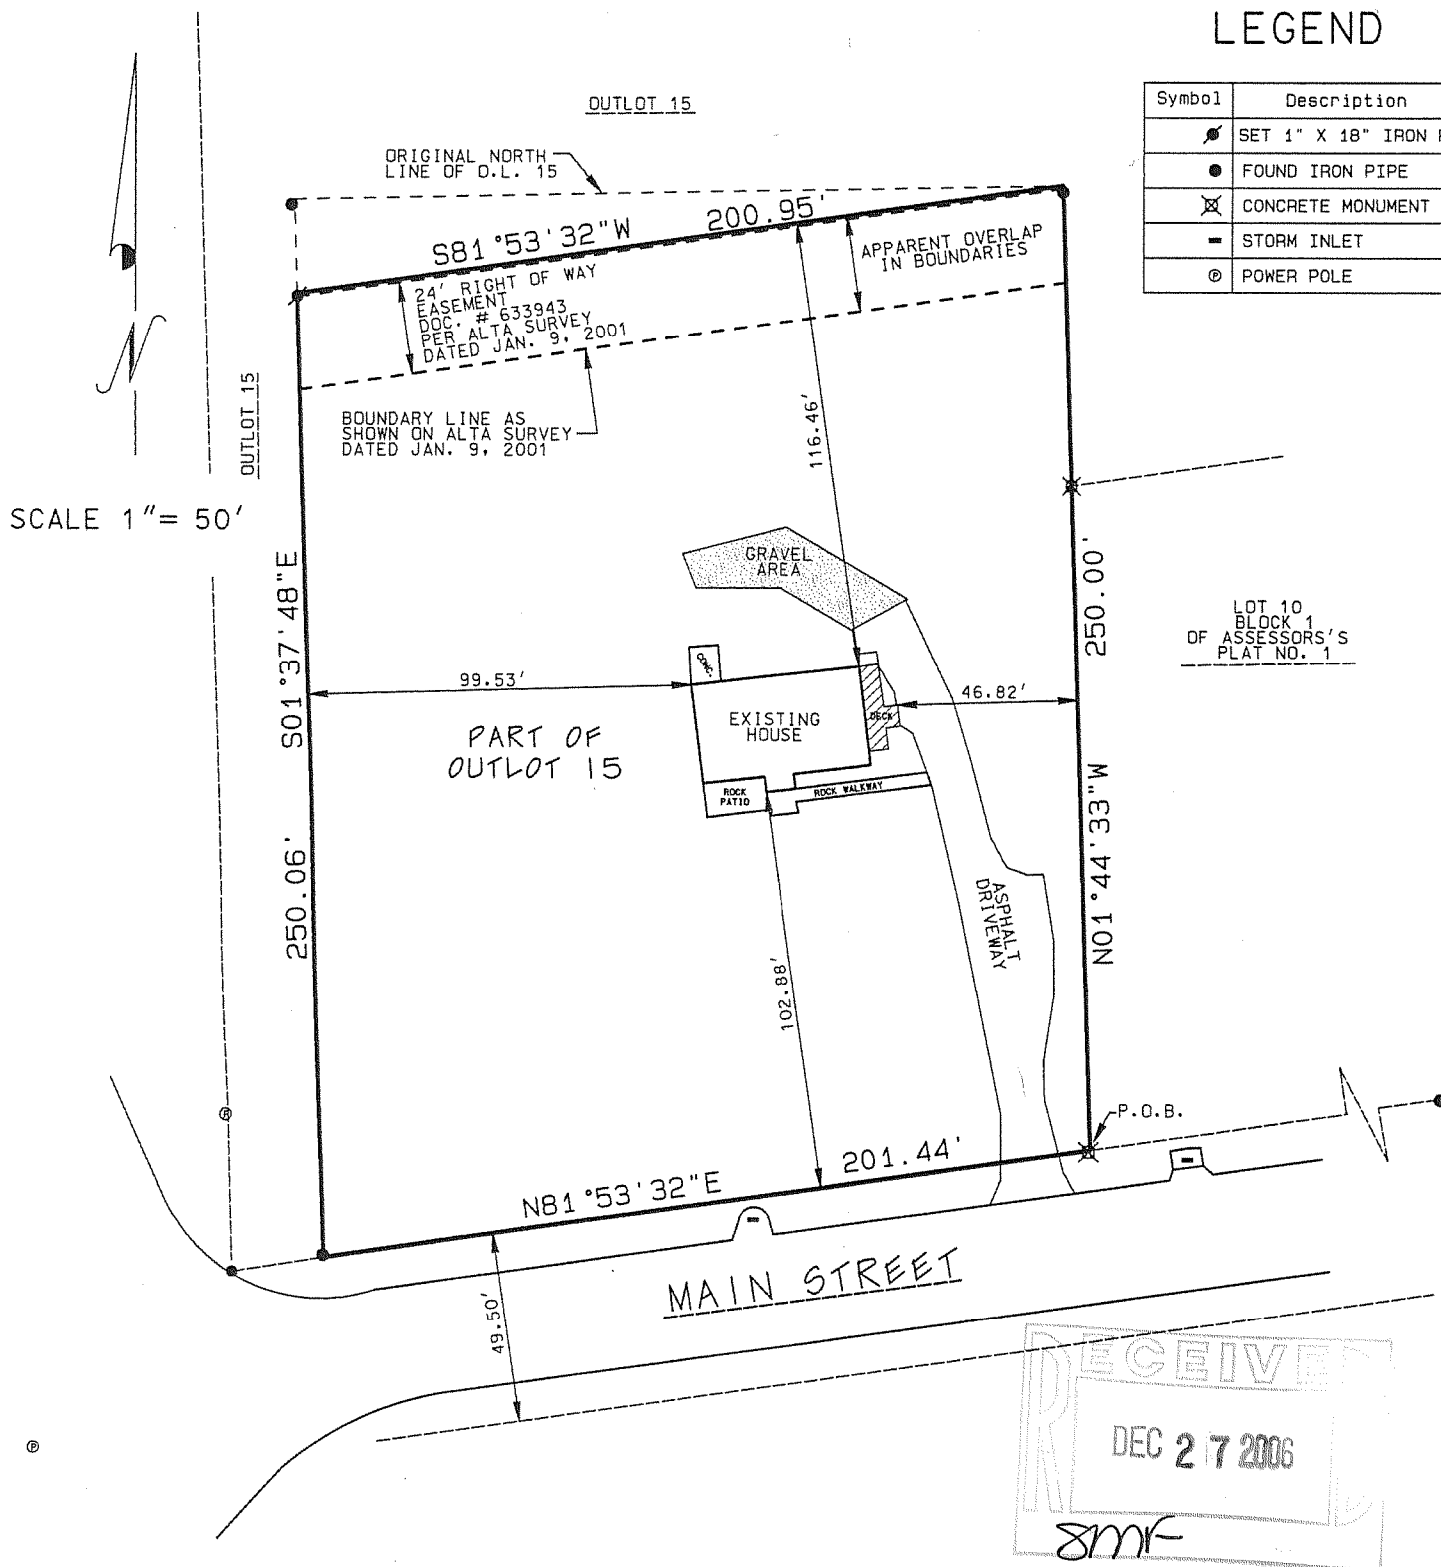 LEGEND
Symbol Description
SET 1" X 18" IRON
FOUND IRON PIPE
CONCRETE MONUMENT
STORM INLET
Ⓟ POWER POLE
OUTLOT 15
ORIGINAL NORTH
LINE OF O.L. 15
S81°53'32"W 200.95'
APPARENT OVERLAP
IN BOUNDARIES
24' RIGHT OF WAY
EASEMENT
DOC. # 633943
PER ALTA SURVEY
DATED JAN. 9, 2001
OUTLOT 15
BOUNDARY LINE AS
SHOWN ON ALTA SURVEY
DATED JAN. 9, 2001
116.46'
SCALE 1"= 50'
N
GRAVEL
AREA
S01°37'48"E
250.06'
250.00'
N01°44'33"W
LOT 10
BLOCK 1
OF ASSESSORS'S
PLAT NO. 1
CONC.
99.53'
46.82'
EXISTING
HOUSE
DECK
PART OF
OUTLOT 15
ROCK
PATIO
ROCK WALKWAY
ASPHALT
DRIVEWAY
102.88'
P.O.B.
Ⓟ
N81°53'32"E 201.44'
MAIN STREET
49.50'
Ⓟ
RECEIVED
DEC 27 2006
SMF